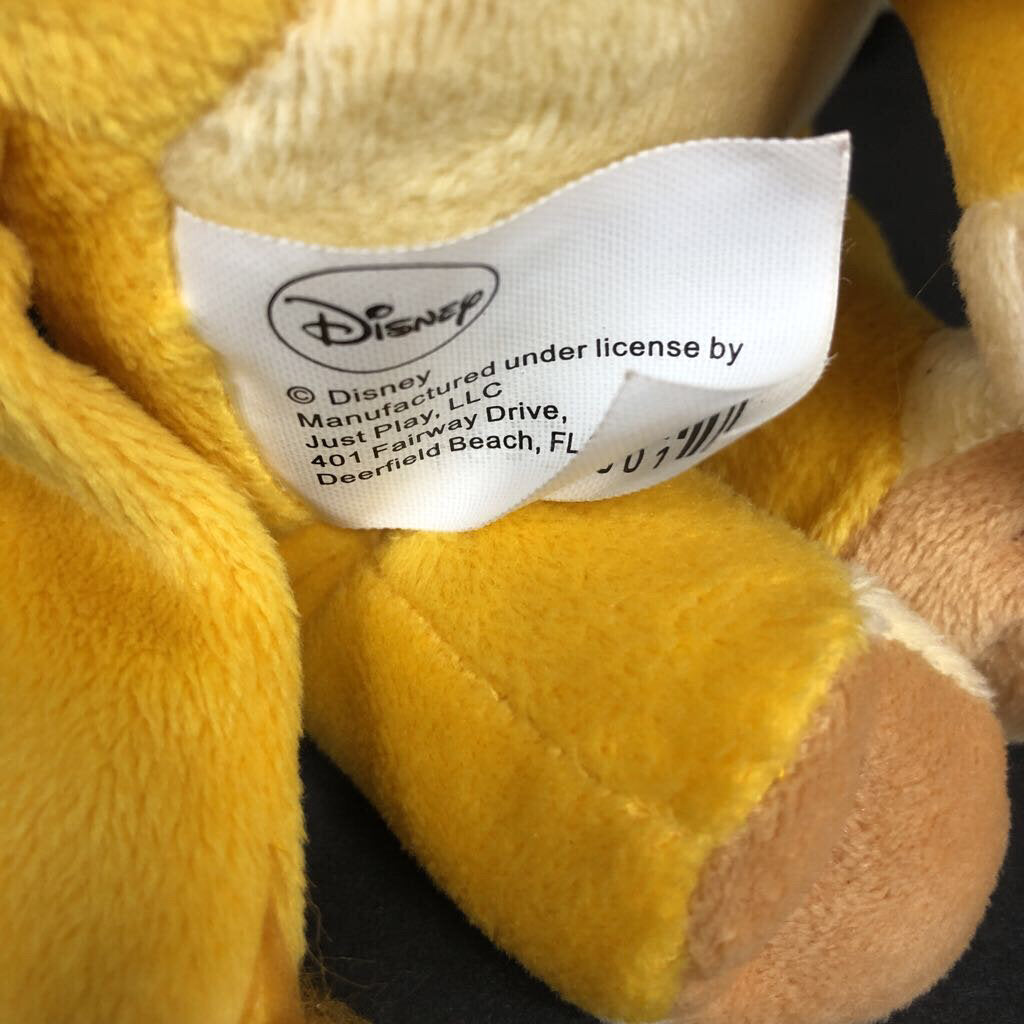 Disney
© Disney
Manufactured under license by
Just Play, LLC
401 Fairway Drive,
Deerfield Beach, FL